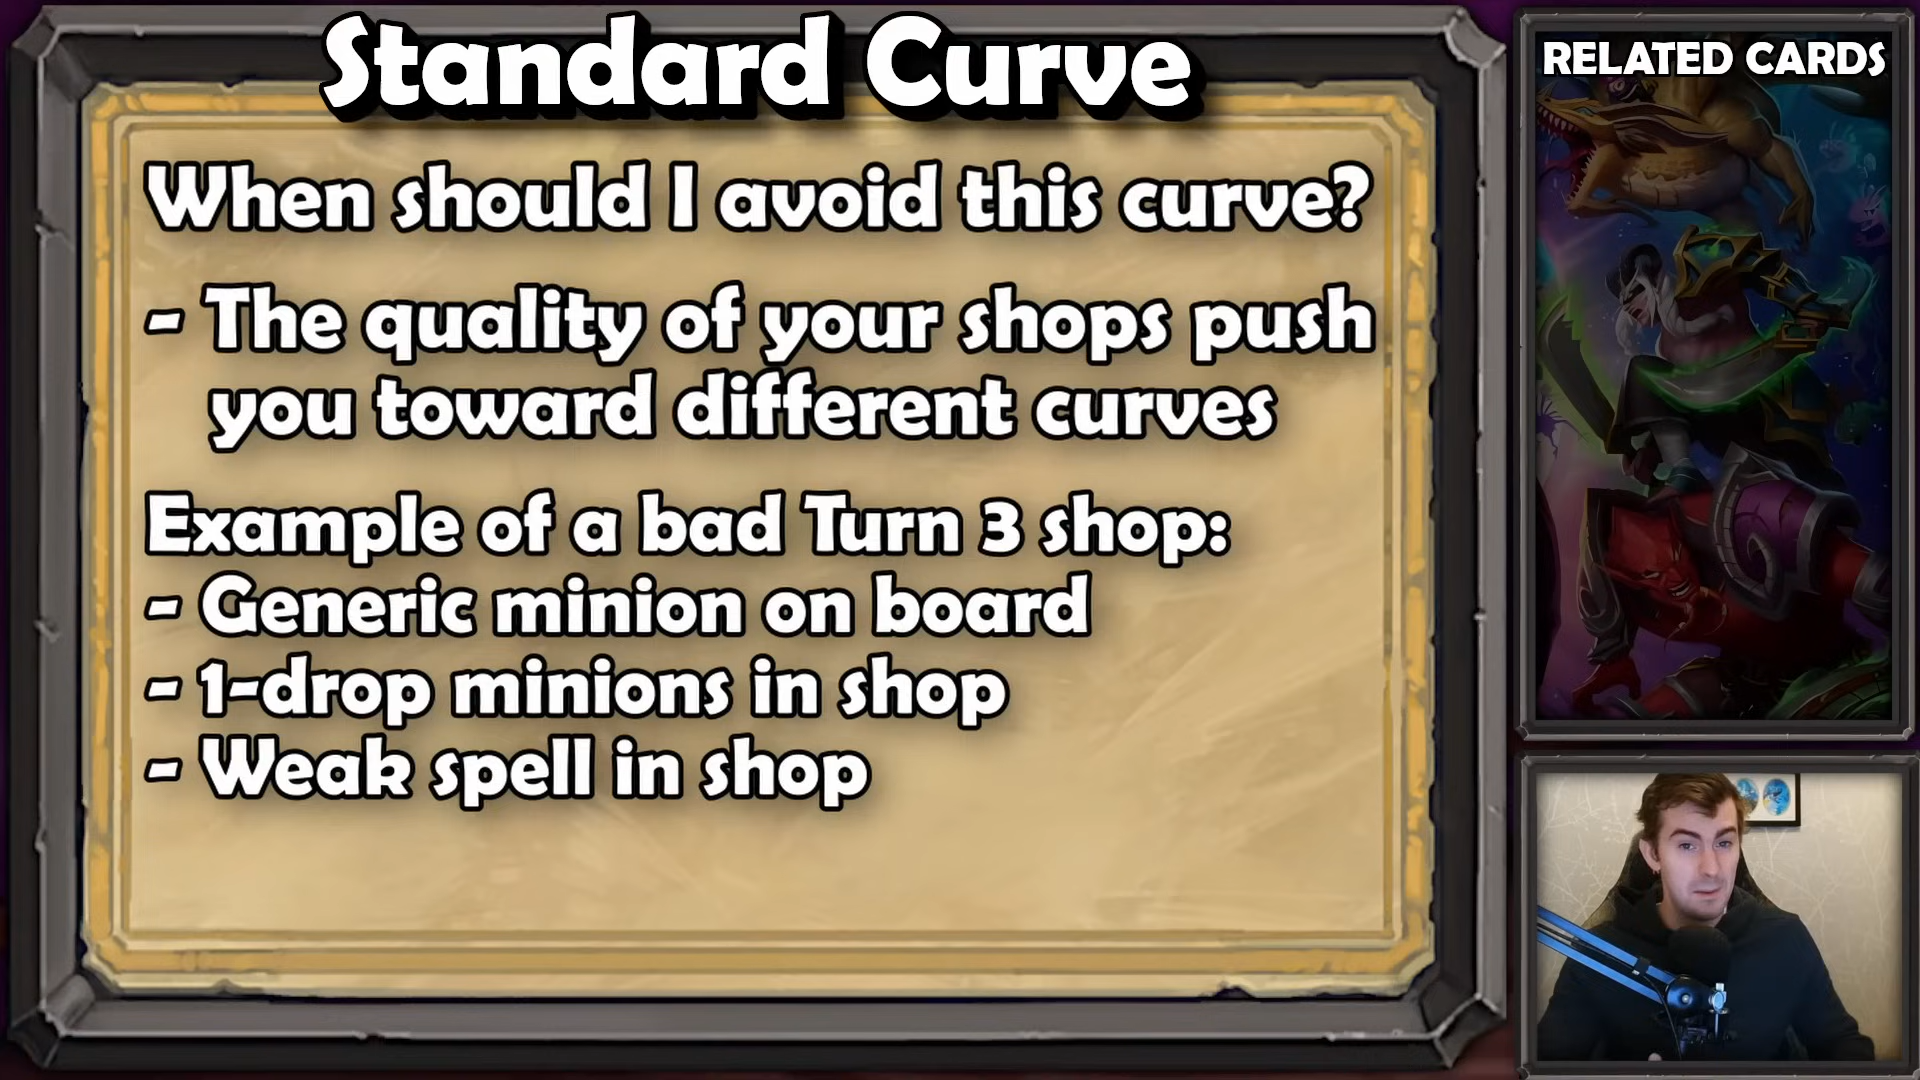 Standard Curve
When should I avoid this curve?
- The quality of your shops push
you toward different curves
Example of a bad Turn 3 shop:
- Generic minion on board
- 1-drop minions in shop
- Weak spell in shop
RELATED CARDS